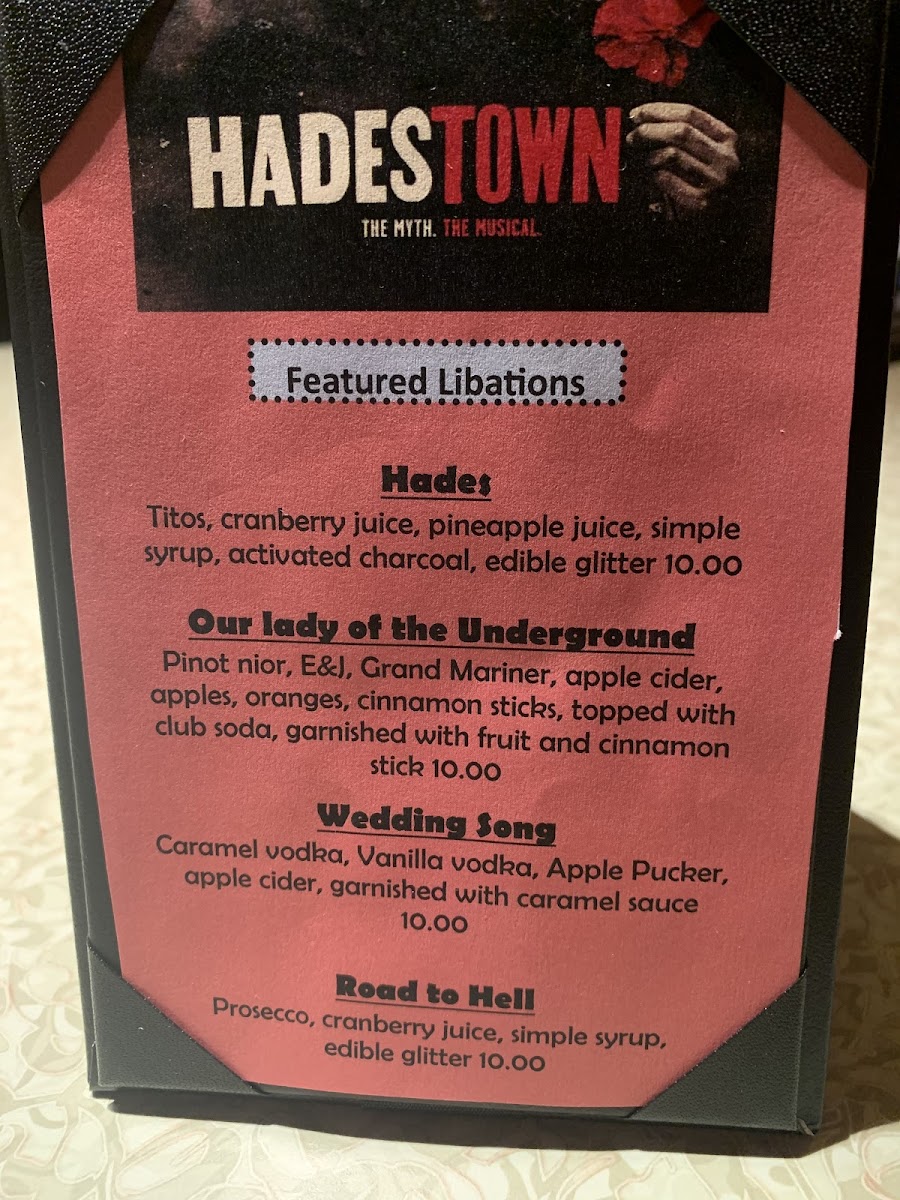 HADESTOWN
THE MYTH. THE MUSICAL.
Featured Libations
Hades
Titos, cranberry juice, pineapple juice, simple
syrup, activated charcoal, edible glitter 10.00
Our lady of the Underground
Pinot nior, E&J, Grand Mariner, apple cider,
apples, oranges, cinnamon sticks, topped with
club soda, garnished with fruit and cinnamon
stick 10.00
Wedding Song
Caramel vodka, Vanilla vodka, Apple Pucker,
apple cider, garnished with caramel sauce
10.00
Road to Hell
Prosecco, cranberry juice, simple syrup,
edible glitter 10.00